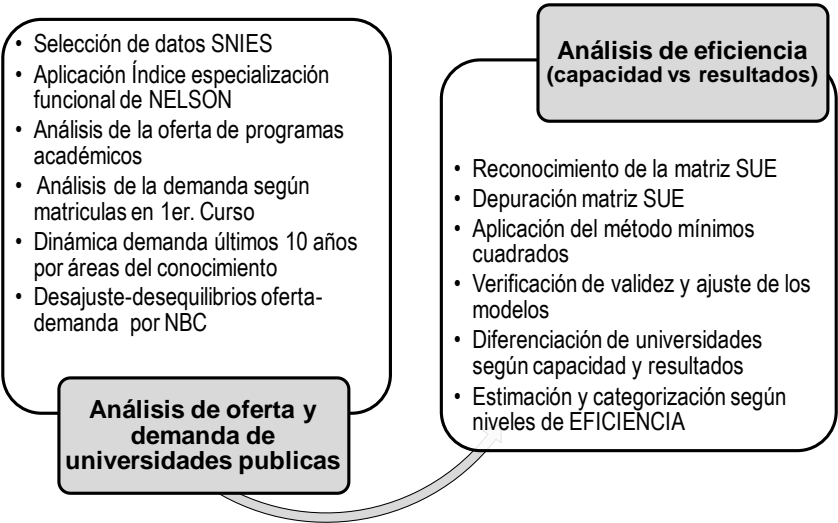 • Selección de datos SNIES
• Aplicación Índice especialización
funcional de NELSON
• Análisis de la oferta de programas
académicos
• Análisis de la demanda según
matriculas en 1er. Curso
• Dinámica demanda últimos 10 años
por áreas del conocimiento
• Desajuste-desequilibrios oferta-
demanda por NBC
Análisis de oferta y
demanda de
universidades publicas
Análisis de eficiencia
(capacidad vs resultados)
• Reconocimiento de la matriz SUE
• Depuración matriz SUE
• Aplicación del método mínimos
cuadrados
• Verificación de validez y ajuste de los
modelos
• Diferenciación de universidades
según capacidad y resultados
• Estimación y categorización según
niveles de EFICIENCIA